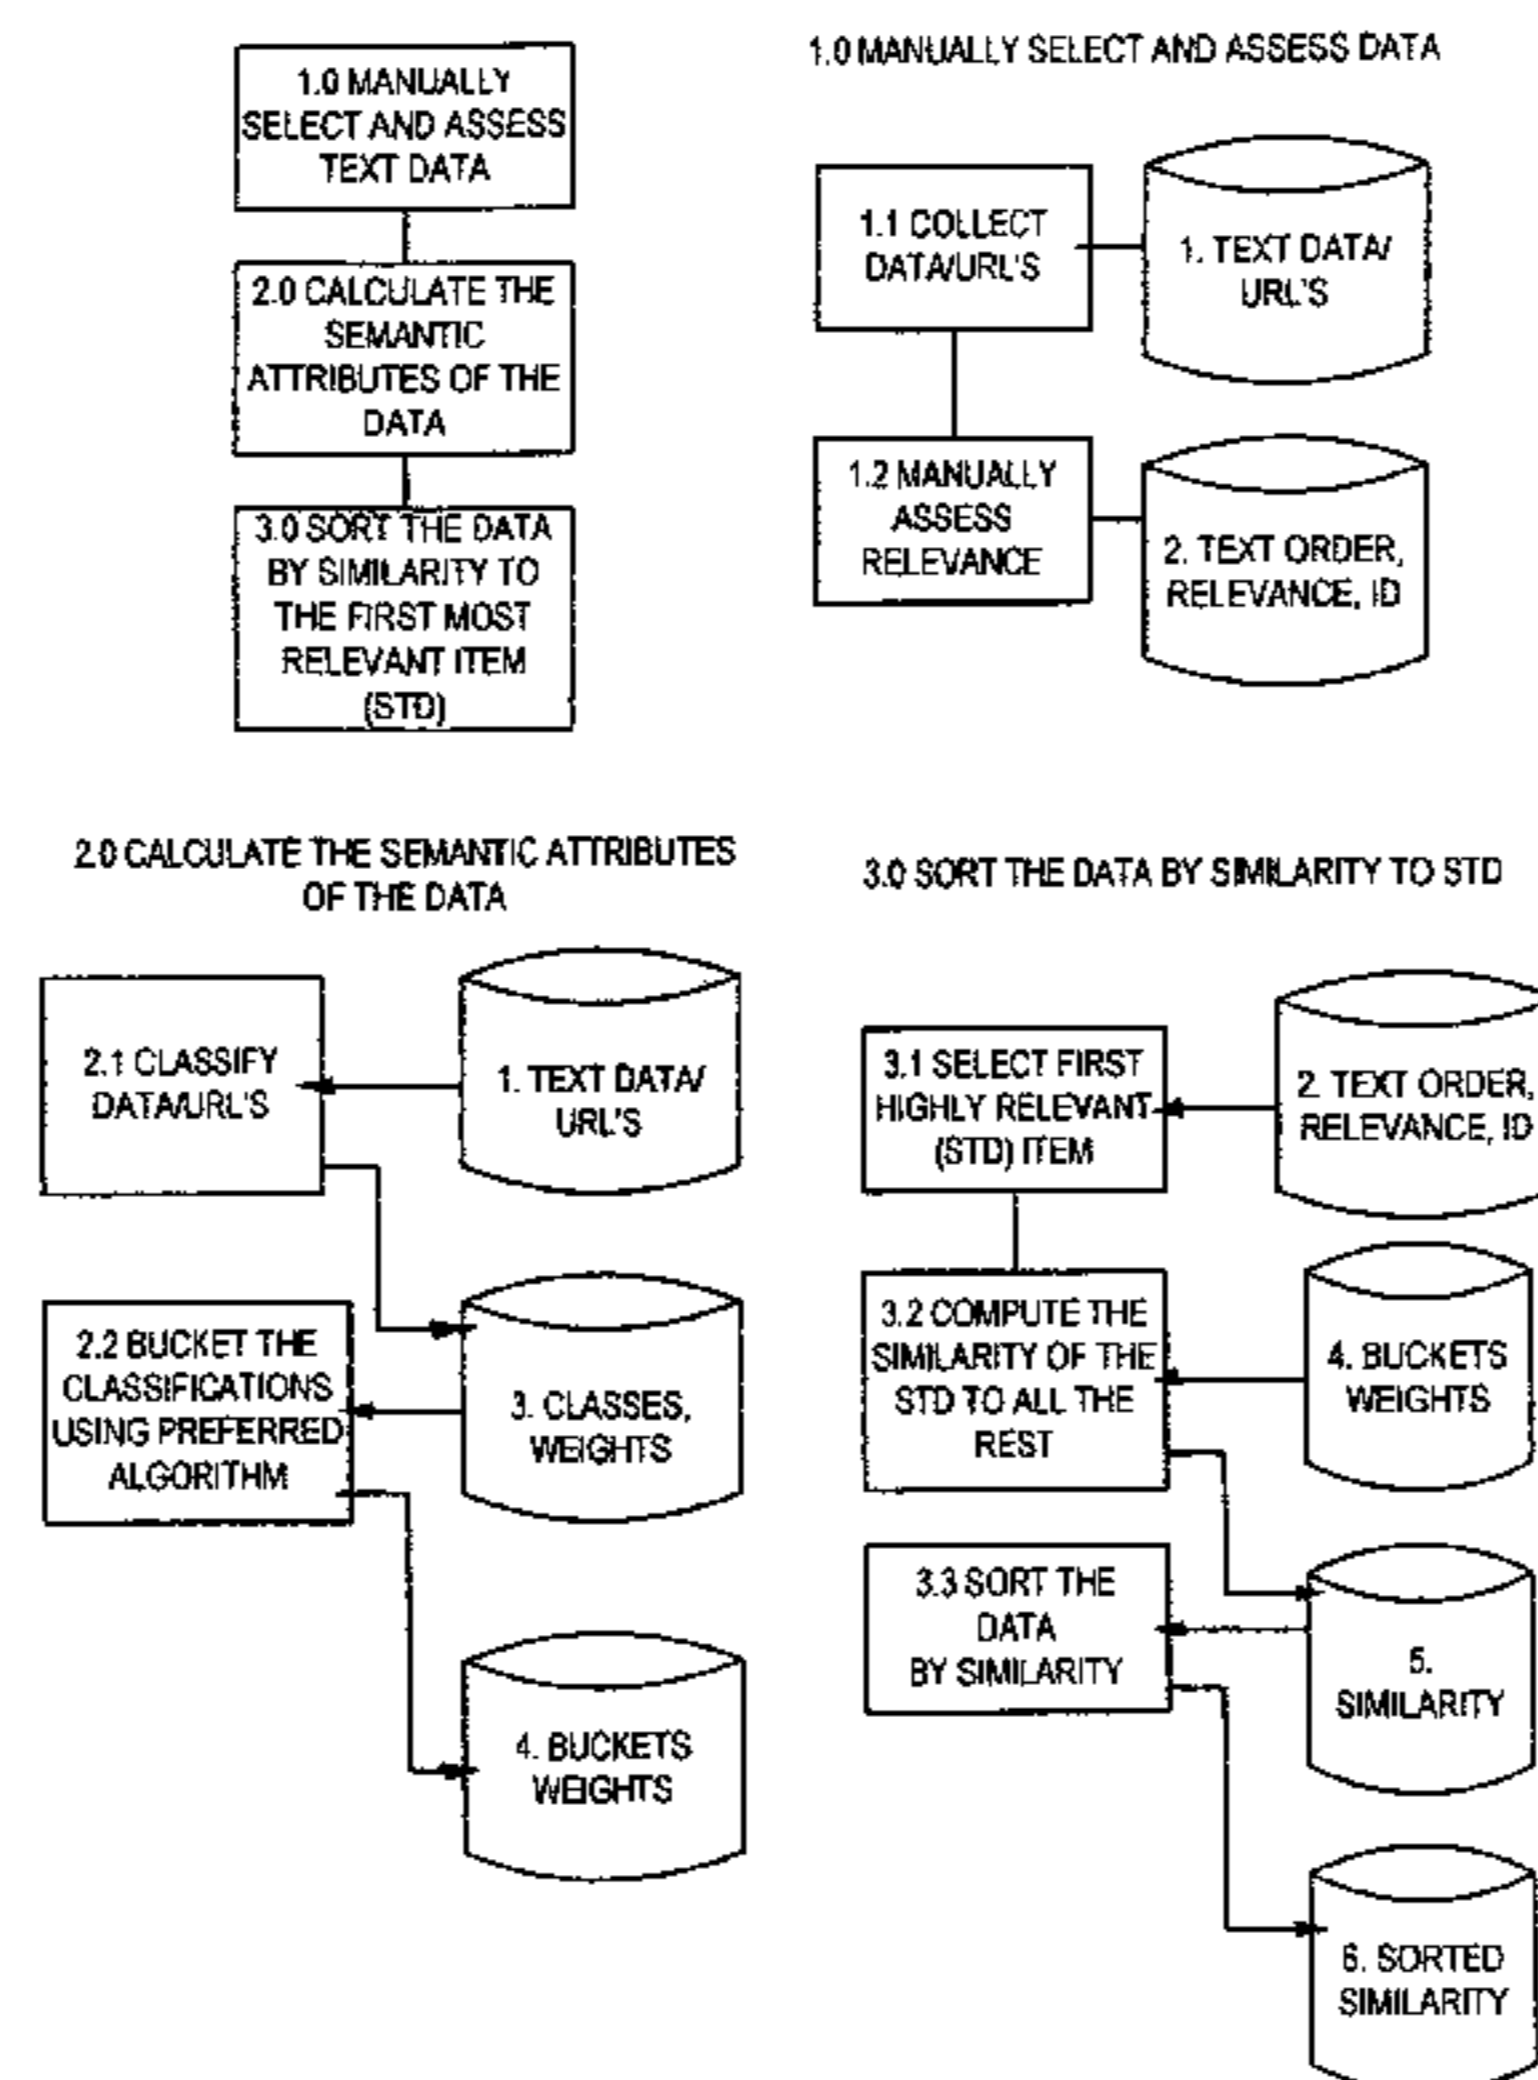 1.0 MANUALLY
SELECT AND ASSESS
TEXT DATA
2.0 CALCULATE THE
SEMANTIC
ATTRIBUTES OF THE
DATA
3.0 SORT THE DATA
BY SIMILARITY TO
THE FIRST MOST
RELEVANT ITEM
(STD)
1.0 MANUALLY SELECT AND ASSESS DATA
1.1 COLLECT
DATA/URL'S
1. TEXT DATA/
URL'S
1.2 MANUALLY
ASSESS
RELEVANCE
2. TEXT ORDER,
RELEVANCE, ID
2.0 CALCULATE THE SEMANTIC ATTRIBUTES
OF THE DATA
2.1 CLASSIFY
DATA/URL'S
1. TEXT DATA/
URL'S
2.2 BUCKET THE
CLASSIFICATIONS
USING PREFERRED
ALGORITHM
3. CLASSES,
WEIGHTS
4. BUCKETS
WEIGHTS
3.0 SORT THE DATA BY SIMILARITY TO STD
3.1 SELECT FIRST
HIGHLY RELEVANT
(STD) ITEM
2. TEXT ORDER,
RELEVANCE, ID
3.2 COMPUTE THE
SIMILARITY OF THE
STD TO ALL THE
REST
4. BUCKETS
WEIGHTS
3.3 SORT THE
DATA
BY SIMILARITY
5.
SIMILARITY
6. SORTED
SIMILARITY